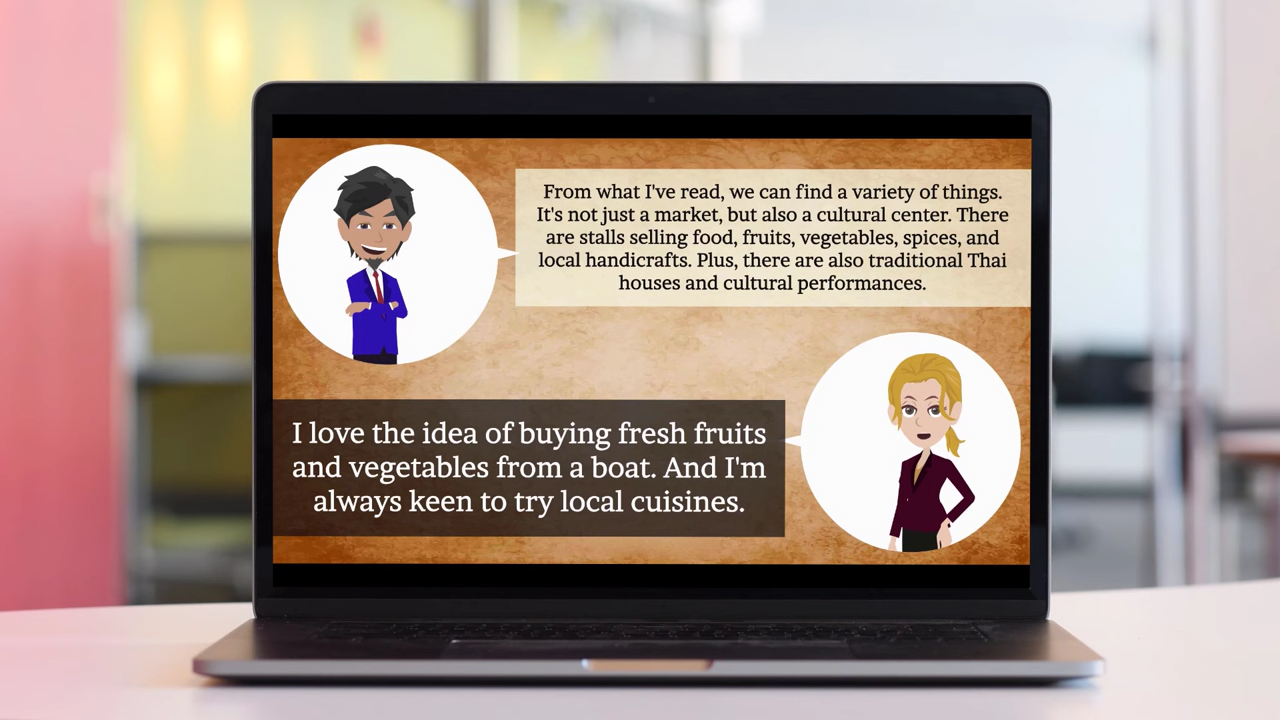 From what I've read, we can find a variety of things.
It's not just a market, but also a cultural center. There
are stalls selling food, fruits, vegetables, spices, and
local handicrafts. Plus, there are also traditional Thai
houses and cultural performances.
I love the idea of buying fresh fruits
and vegetables from a boat. And I'm
always keen to try local cuisines.